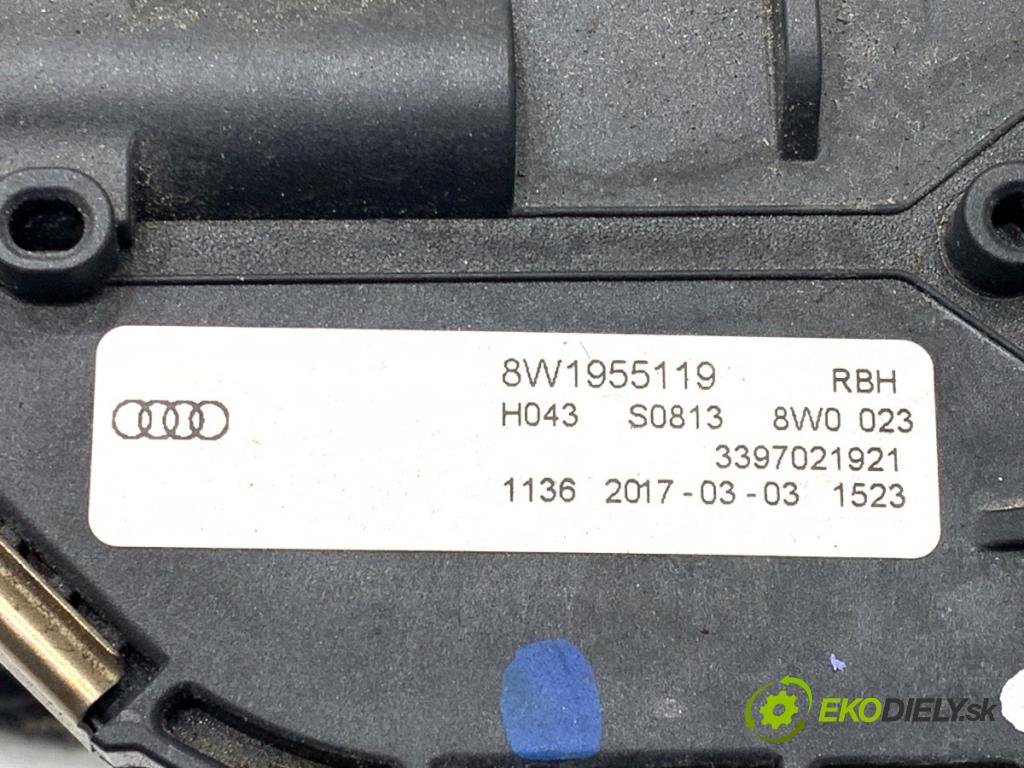 8W1955119 RBH
H043 S0813 8W0 023
3397021921
1136 2017-03-03 1523
EKODIELY.sk